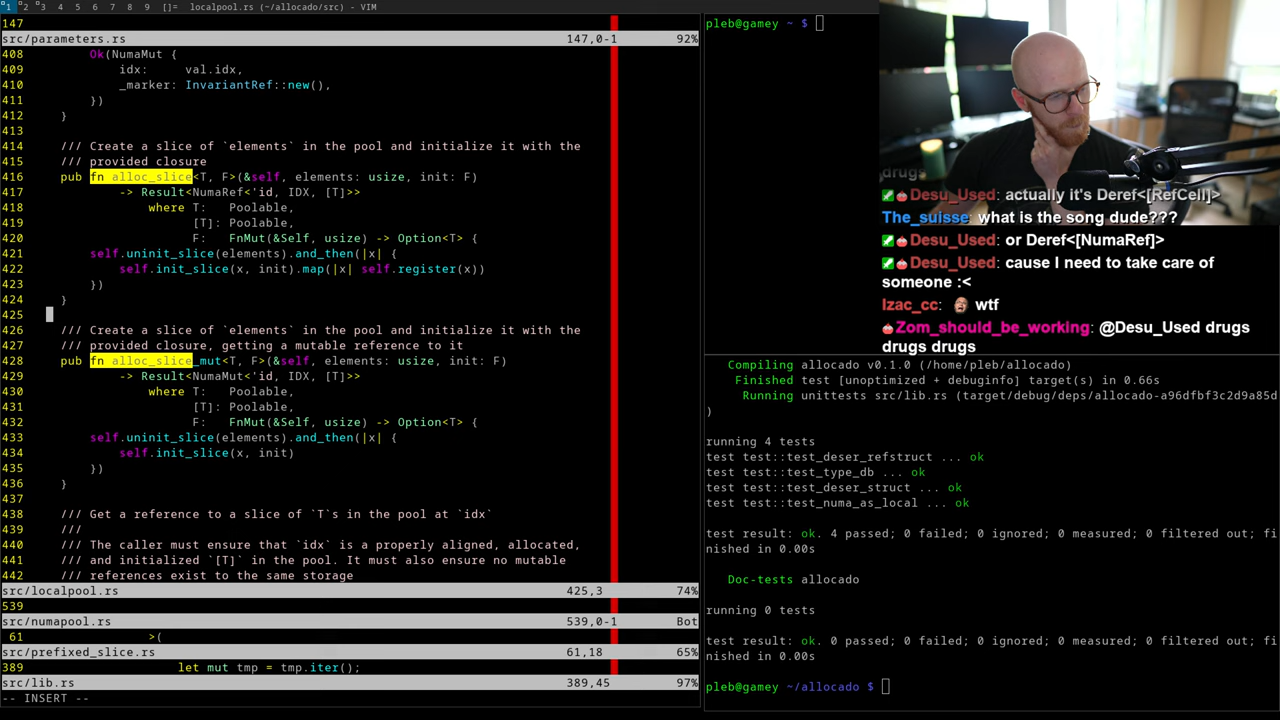 1 2 3 4 5 6 7 8 9 []= localpool.rs (~/allocado/src) - VIM
147
src/parameters.rs 147,0-1 92%
408 Ok(NumaMut {
409 idx: val.idx,
410 _marker: InvariantRef::new(),
411 })
412 }
413
414 /// Create a slice of `elements` in the pool and initialize it with the
415 /// provided closure
416 pub fn alloc_slice<T, F>(&self, elements: usize, init: F)
417 -> Result<NumaRef<'id, IDX, [T]>>
418 where T: Poolable,
419 [T]: Poolable,
420 F: FnMut(&Self, usize) -> Option<T> {
421 self.uninit_slice(elements).and_then(|x| {
422 self.init_slice(x, init).map(|x| self.register(x))
423 })
424 }
425
426 /// Create a slice of `elements` in the pool and initialize it with the
427 /// provided closure, getting a mutable reference to it
428 pub fn alloc_slice_mut<T, F>(&self, elements: usize, init: F)
429 -> Result<NumaMut<'id, IDX, [T]>>
430 where T: Poolable,
431 [T]: Poolable,
432 F: FnMut(&Self, usize) -> Option<T> {
433 self.uninit_slice(elements).and_then(|x| {
434 self.init_slice(x, init)
435 })
436 }
437
438 /// Get a reference to a slice of `T`s in the pool at `idx`
439 ///
440 /// The caller must ensure that `idx` is a properly aligned, allocated,
441 /// and initialized `[T]` in the pool. It must also ensure no mutable
442 /// references exist to the same storage
src/localpool.rs 425,3 74%
539
src/numapool.rs 539,0-1 Bot
61 >(
src/prefixed_slice.rs 61,18 65%
389 let mut tmp = tmp.iter();
src/lib.rs 389,45 97%
-- INSERT --
pleb@gamey ~ $
drugs
Desu_Used: actually it's Deref<[RefCell]>
The_suisse: what is the song dude???
Desu_Used: or Deref<[NumaRef]>
Desu_Used: cause I need to take care of
someone :<
Izac_cc: wtf
Zom_should_be_working: @Desu_Used drugs
drugs drugs
Compiling allocado v0.1.0 (/home/pleb/allocado)
Finished test [unoptimized + debuginfo] target(s) in 0.66s
Running unittests src/lib.rs (target/debug/deps/allocado-a96dfbf3c2d9a85d
)
running 4 tests
test test::test_deser_refstruct ... ok
test test::test_type_db ... ok
test test::test_deser_struct ... ok
test test::test_numa_as_local ... ok
test result: ok. 4 passed; 0 failed; 0 ignored; 0 measured; 0 filtered out; fi
nished in 0.00s
Doc-tests allocado
running 0 tests
test result: ok. 0 passed; 0 failed; 0 ignored; 0 measured; 0 filtered out; fi
nished in 0.00s
pleb@gamey ~/allocado $